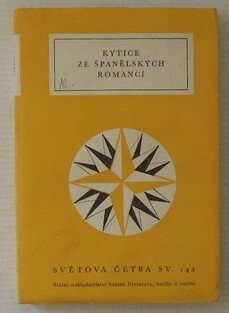 KYTICE
ZE ŠPANĚLSKÝCH
ROMANCÍ
SVĚTOVÁ ČETBA SV. 142
Státní nakladatelství krásné literatury, hudby a umění